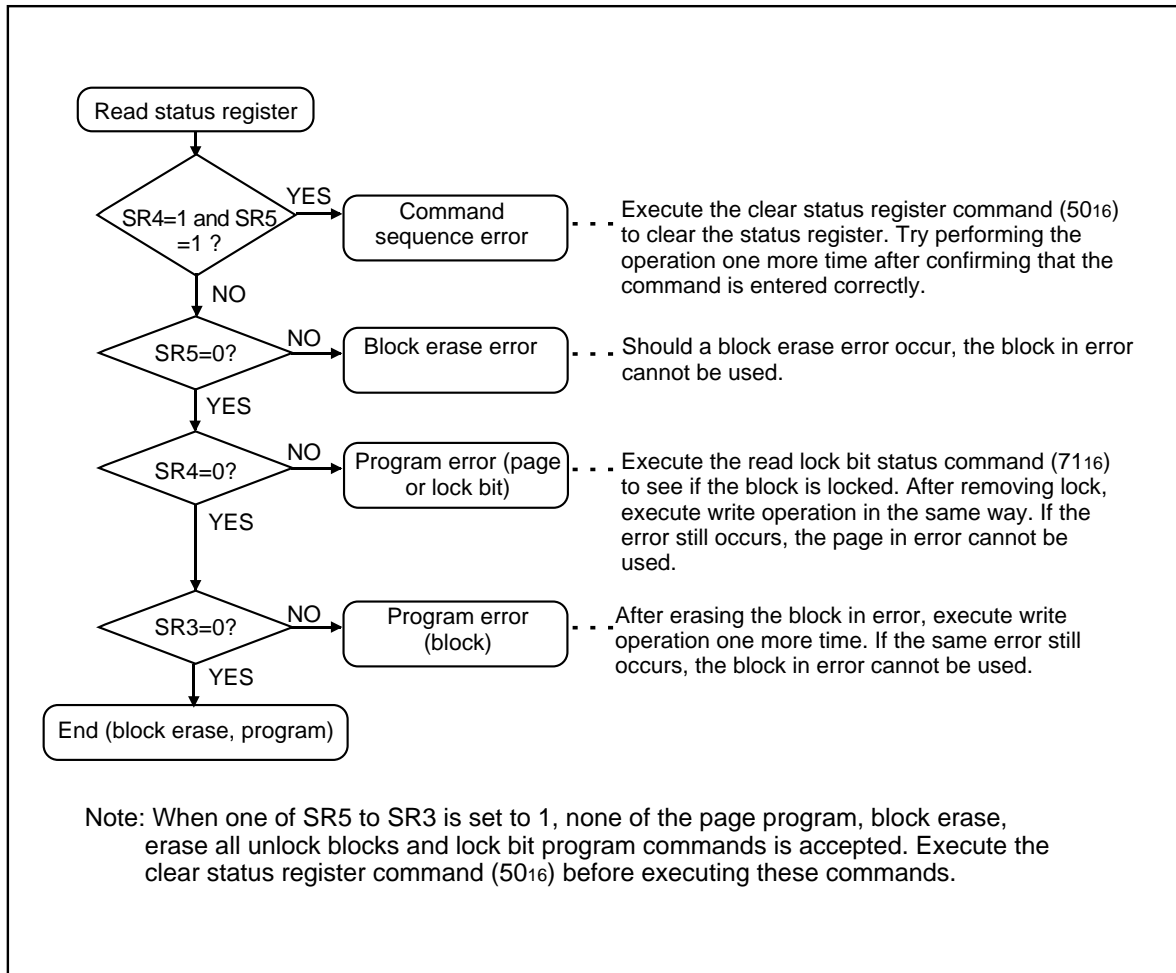 Read status register
SR4=1 and SR5
=1 ?
YES
Command
sequence error
Execute the clear status register command (5016)
to clear the status register. Try performing the
operation one more time after confirming that the
command is entered correctly.
NO
SR5=0?
NO
Block erase error
Should a block erase error occur, the block in error
cannot be used.
YES
SR4=0?
NO
Program error (page
or lock bit)
Execute the read lock bit status command (7116)
to see if the block is locked. After removing lock,
execute write operation in the same way. If the
error still occurs, the page in error cannot be
used.
YES
SR3=0?
NO
Program error
(block)
After erasing the block in error, execute write
operation one more time. If the same error still
occurs, the block in error cannot be used.
YES
End (block erase, program)
Note: When one of SR5 to SR3 is set to 1, none of the page program, block erase,
erase all unlock blocks and lock bit program commands is accepted. Execute the
clear status register command (5016) before executing these commands.